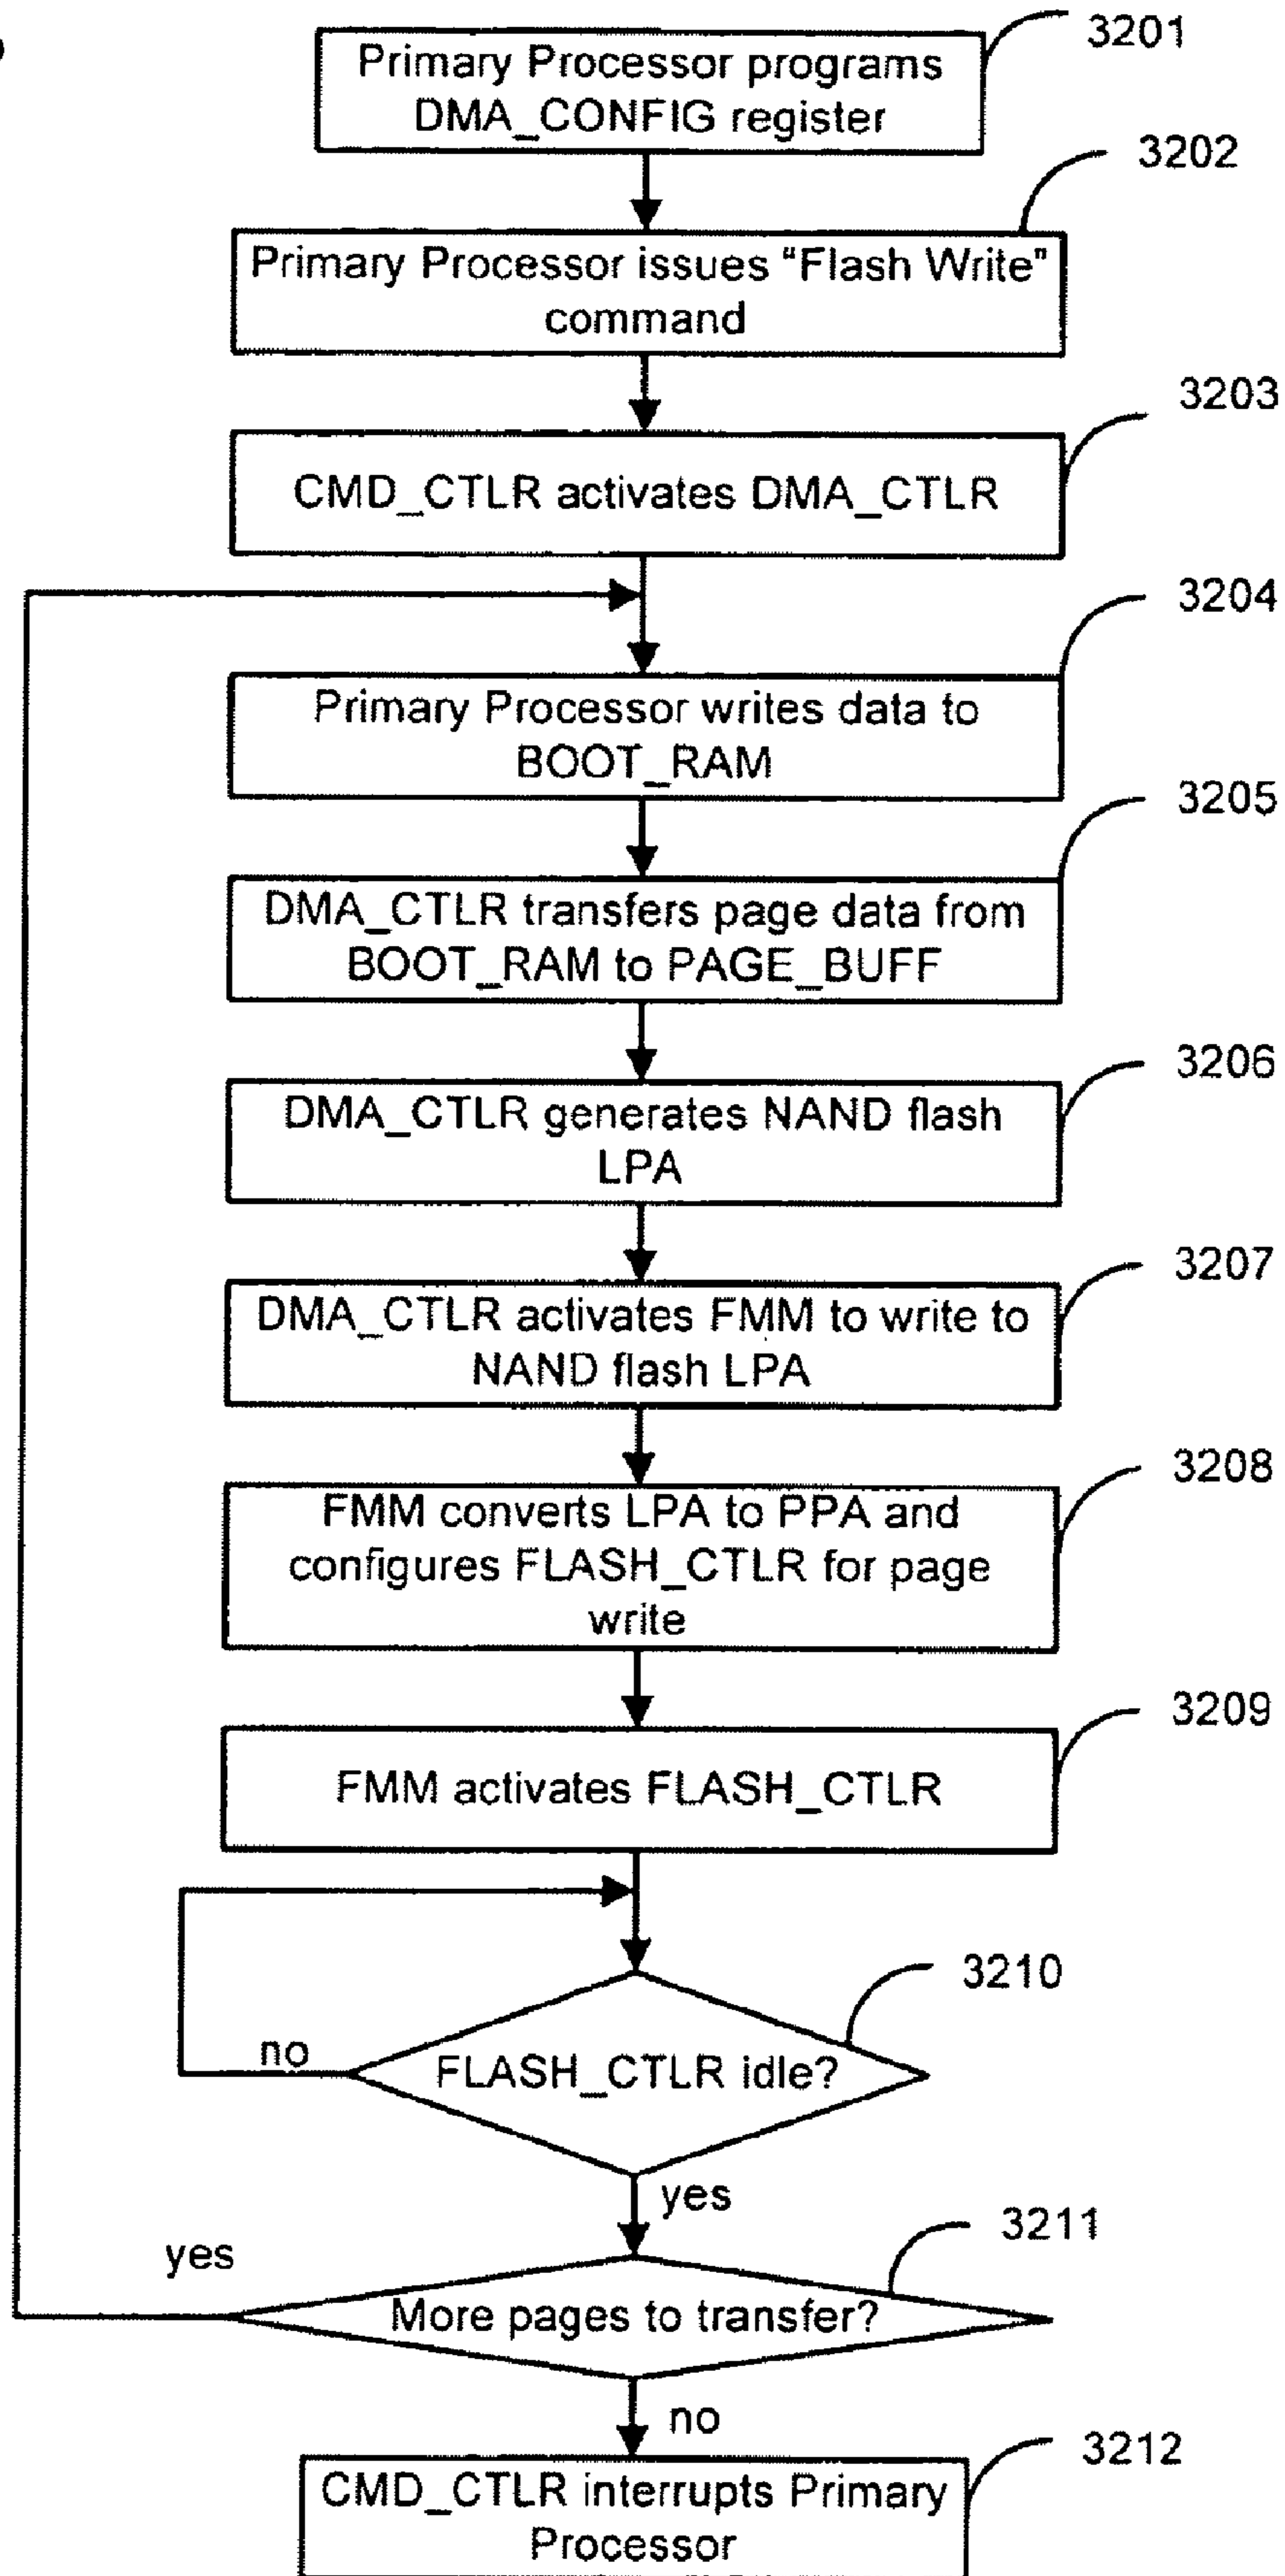 3201
Primary Processor programs
DMA_CONFIG register
3202
Primary Processor issues "Flash Write"
command
3203
CMD_CTLR activates DMA_CTLR
3204
Primary Processor writes data to
BOOT_RAM
3205
DMA_CTLR transfers page data from
BOOT_RAM to PAGE_BUFF
3206
DMA_CTLR generates NAND flash
LPA
3207
DMA_CTLR activates FMM to write to
NAND flash LPA
3208
FMM converts LPA to PPA and
configures FLASH_CTLR for page
write
3209
FMM activates FLASH_CTLR
3210
no
FLASH_CTLR idle?
yes
3211
yes
More pages to transfer?
no
3212
CMD_CTLR interrupts Primary
Processor